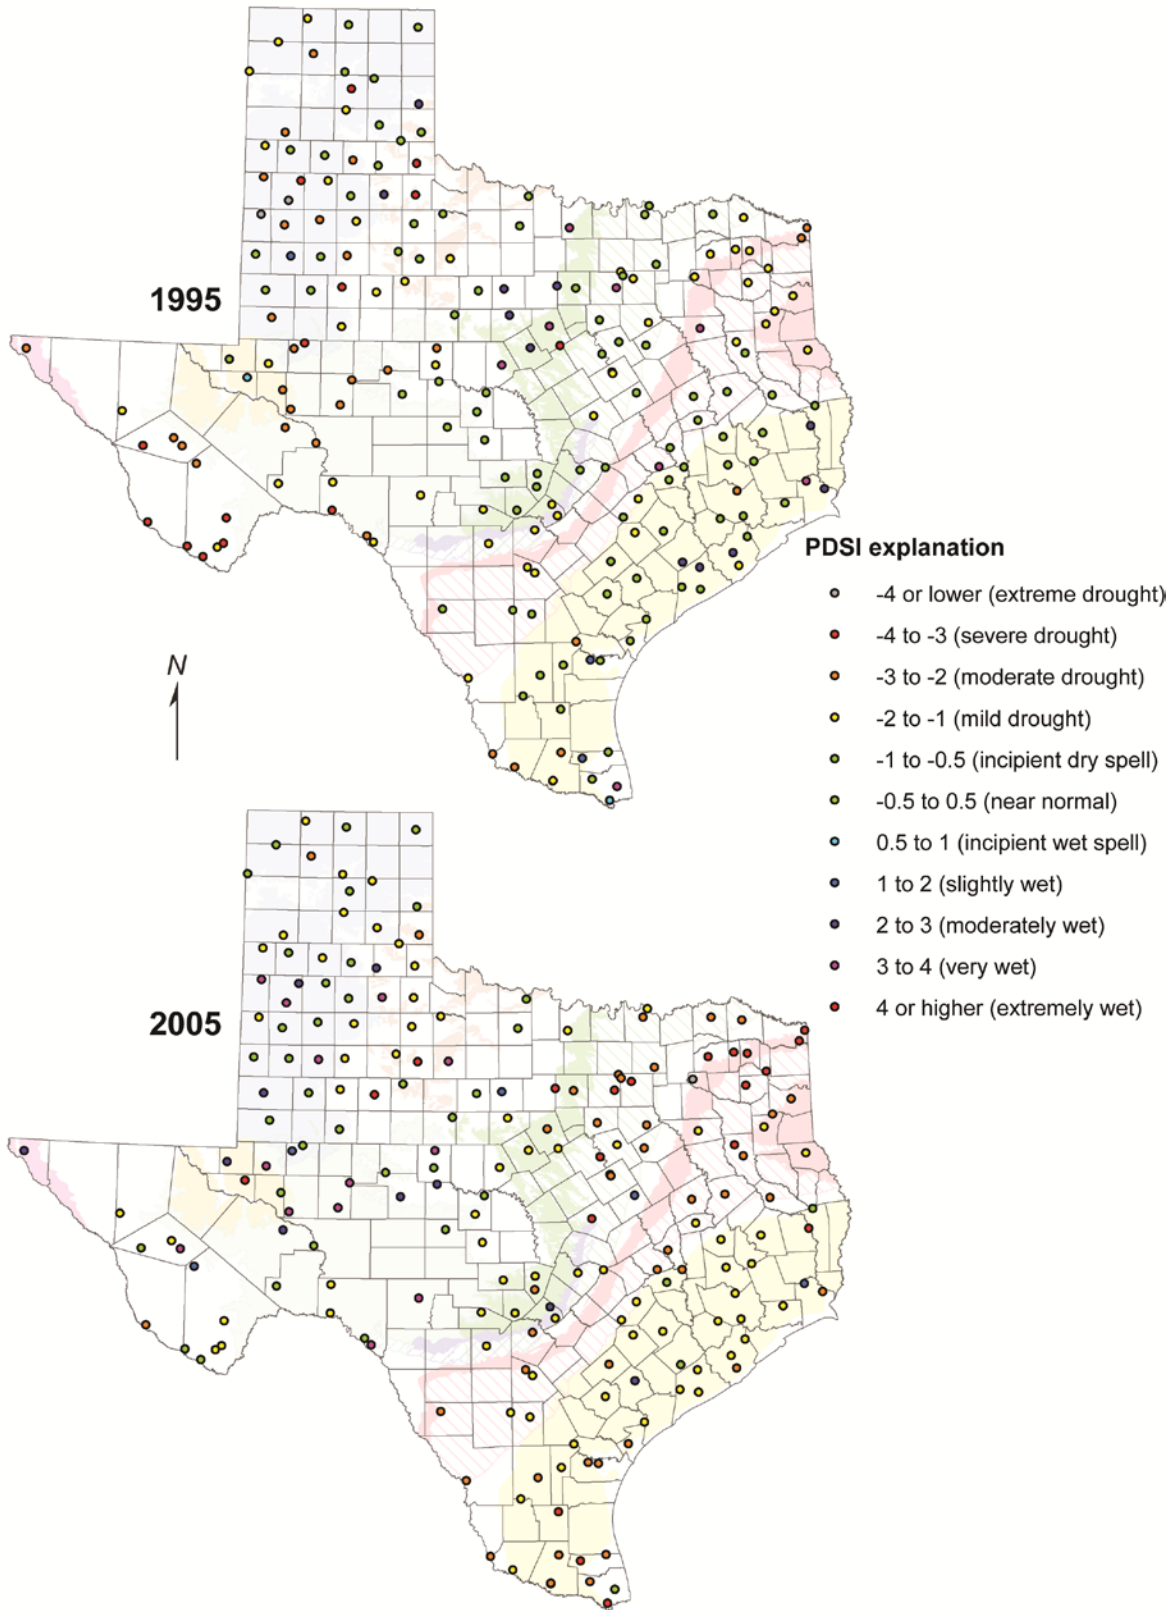 1995
N
PDSI explanation
-4 or lower (extreme drought)
-4 to -3 (severe drought)
-3 to -2 (moderate drought)
-2 to -1 (mild drought)
-1 to -0.5 (incipient dry spell)
-0.5 to 0.5 (near normal)
0.5 to 1 (incipient wet spell)
1 to 2 (slightly wet)
2 to 3 (moderately wet)
3 to 4 (very wet)
4 or higher (extremely wet)
2005